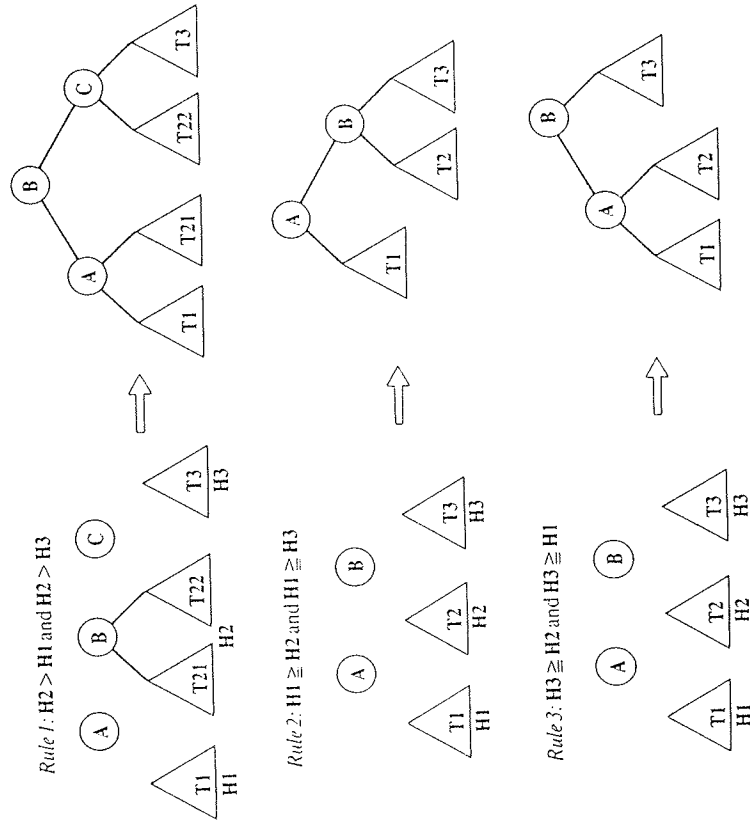 Rule 1: H2 > H1 and H2 > H3
A B C
T1 T21 T22 T3
H1 H2 H3
B
A C
T1 T21 T22 T3
Rule 2: H1 ≧ H2 and H1 ≧ H3
A B
T1 T2 T3
H1 H2 H3
A
B
T1 T2 T3
Rule 3: H3 ≧ H2 and H3 ≧ H1
A B
T1 T2 T3
H1 H2 H3
B
A
T3
T1 T2